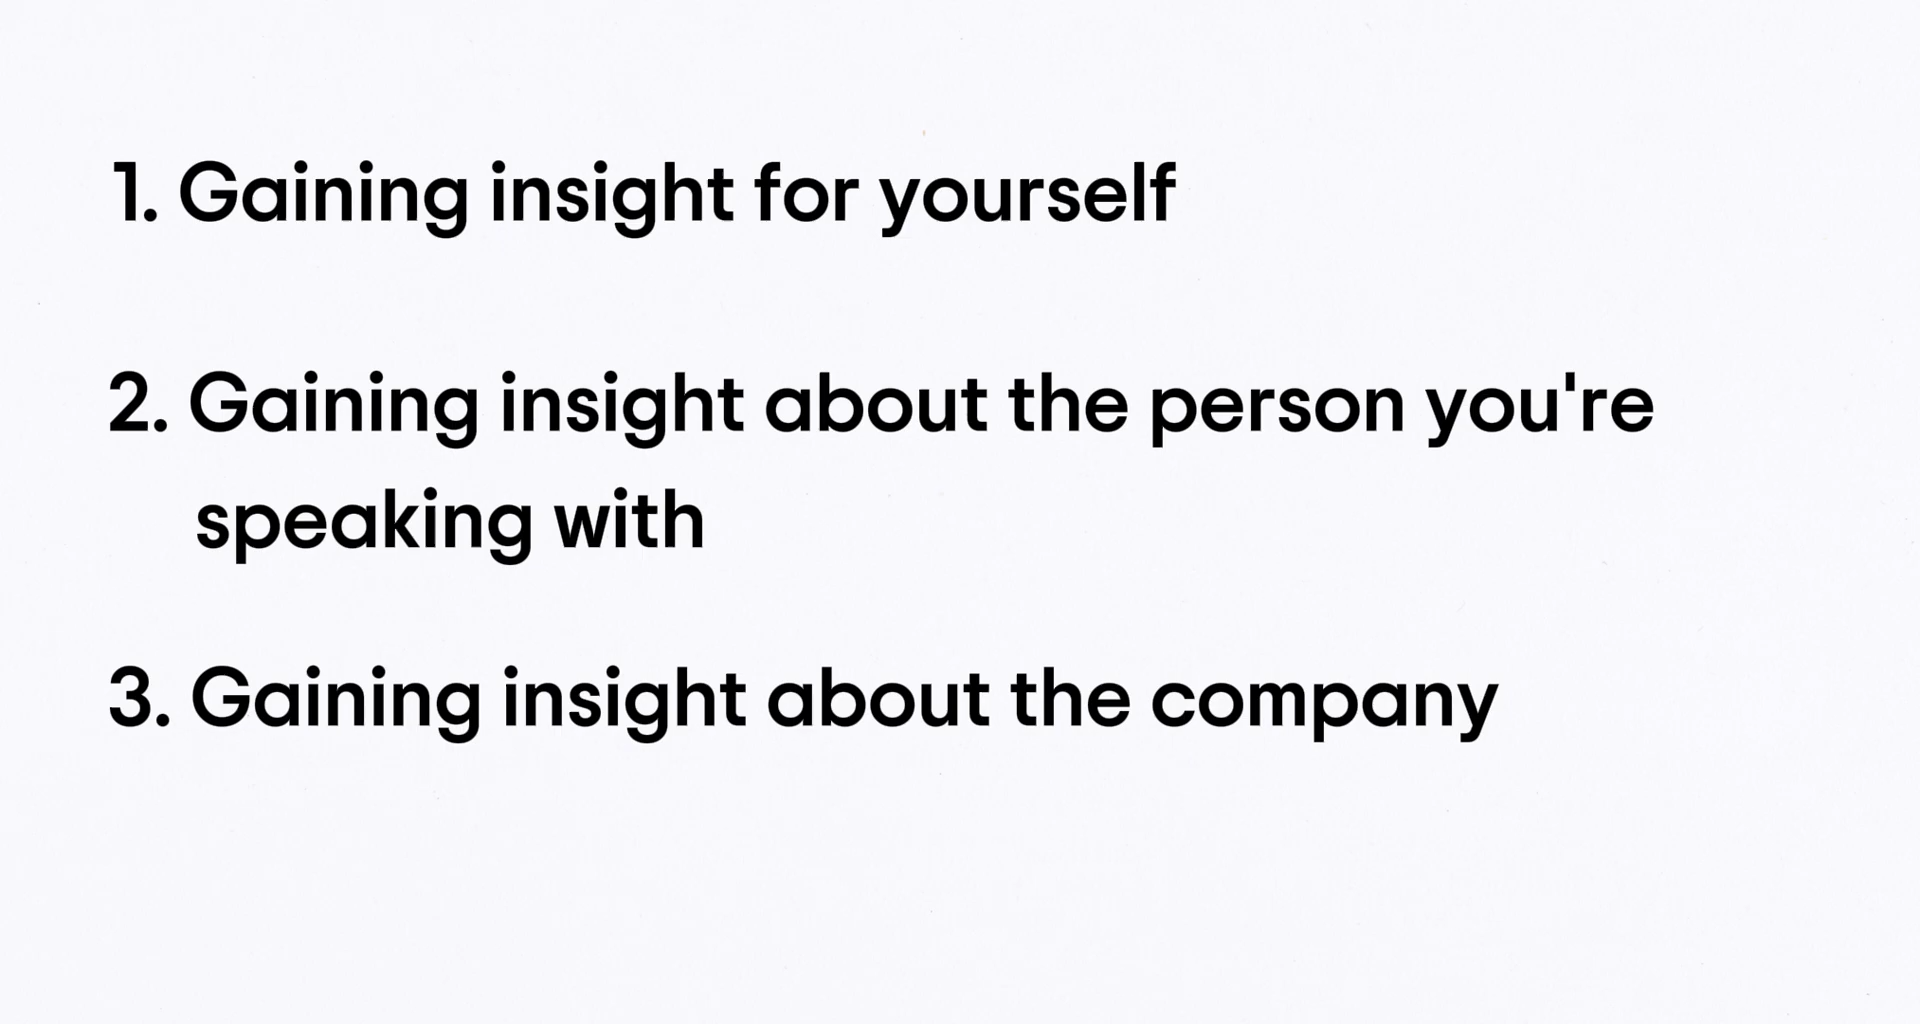 1. Gaining insight for yourself
2. Gaining insight about the person you're
speaking with
3. Gaining insight about the company